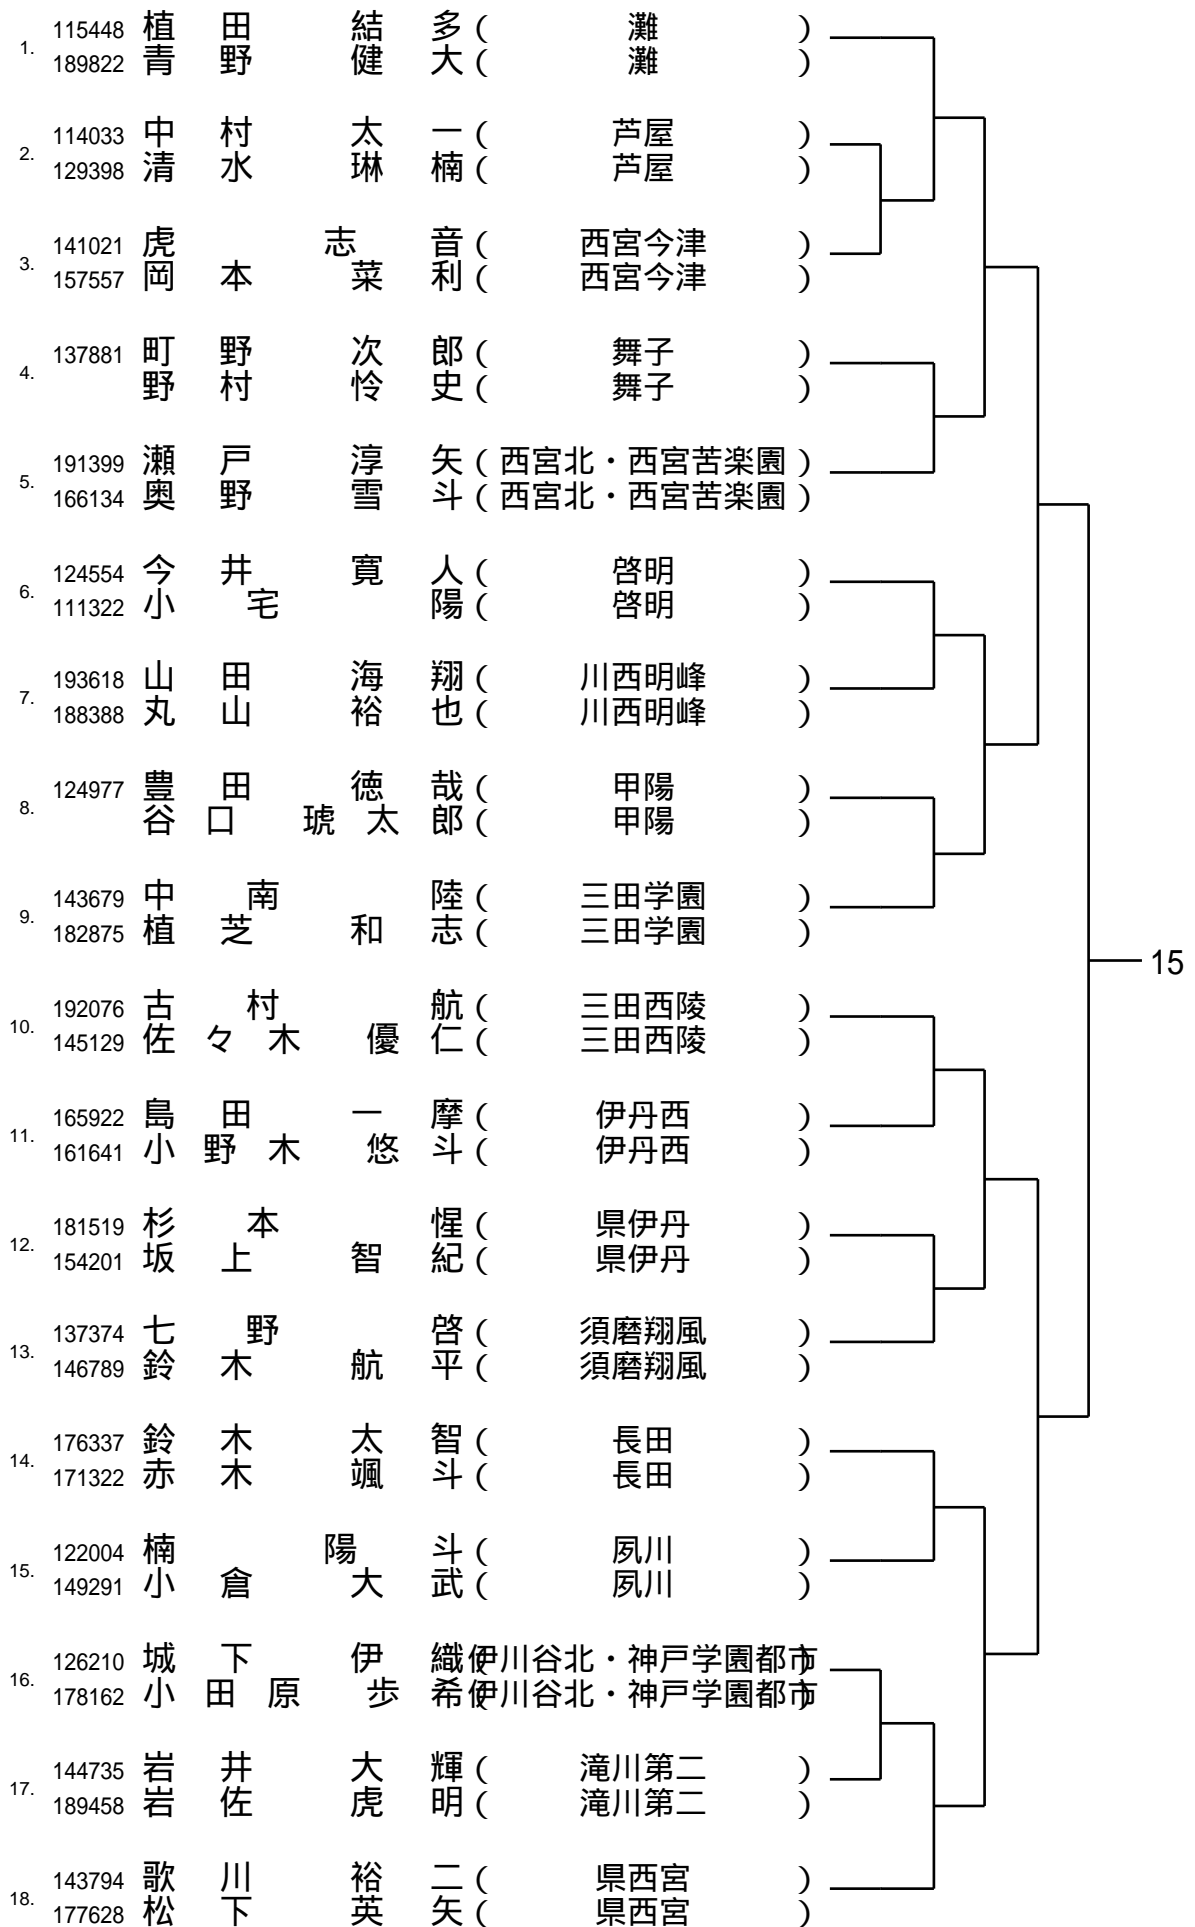 115448 植田 結多 ( 灘 )
1.
189822 青野 健大 ( 灘 )
114033 中村 太一 ( 芦屋 )
2.
129398 清水 琳楠 ( 芦屋 )
141021 虎 志音 ( 西宮今津 )
3.
157557 岡本 菜利 ( 西宮今津 )
137881 町野 次郎 ( 舞子 )
4.
野村 怜史 ( 舞子 )
191399 瀬戸 淳矢 ( 西宮北・西宮苦楽園 )
5.
166134 奥野 雪斗 ( 西宮北・西宮苦楽園 )
124554 今井 寛人 ( 啓明 )
6.
111322 小宅 陽 ( 啓明 )
193618 山田 海翔 ( 川西明峰 )
7.
188388 丸山 裕也 ( 川西明峰 )
124977 豊田 徳哉 ( 甲陽 )
8.
谷口 琥太郎 ( 甲陽 )
143679 中南 陸 ( 三田学園 )
9.
182875 植芝 和志 ( 三田学園 )
15
192076 古村 航 ( 三田西陵 )
10.
145129 佐々木 優仁 ( 三田西陵 )
165922 島田 一摩 ( 伊丹西 )
11.
161641 小野木 悠斗 ( 伊丹西 )
181519 杉本 惺 ( 県伊丹 )
12.
154201 坂上 智紀 ( 県伊丹 )
137374 七野 啓 ( 須磨翔風 )
13.
146789 鈴木 航平 ( 須磨翔風 )
176337 鈴木 太智 ( 長田 )
14.
171322 赤木 颯斗 ( 長田 )
122004 楠 陽斗 ( 夙川 )
15.
149291 小倉 大武 ( 夙川 )
126210 城下 伊織 ( 伊川谷北・神戸学園都市 )
16.
178162 小田原 歩希 ( 伊川谷北・神戸学園都市 )
144735 岩井 大輝 ( 滝川第二 )
17.
189458 岩佐 虎明 ( 滝川第二 )
143794 歌川 裕二 ( 県西宮 )
18.
177628 松下 英矢 ( 県西宮 )